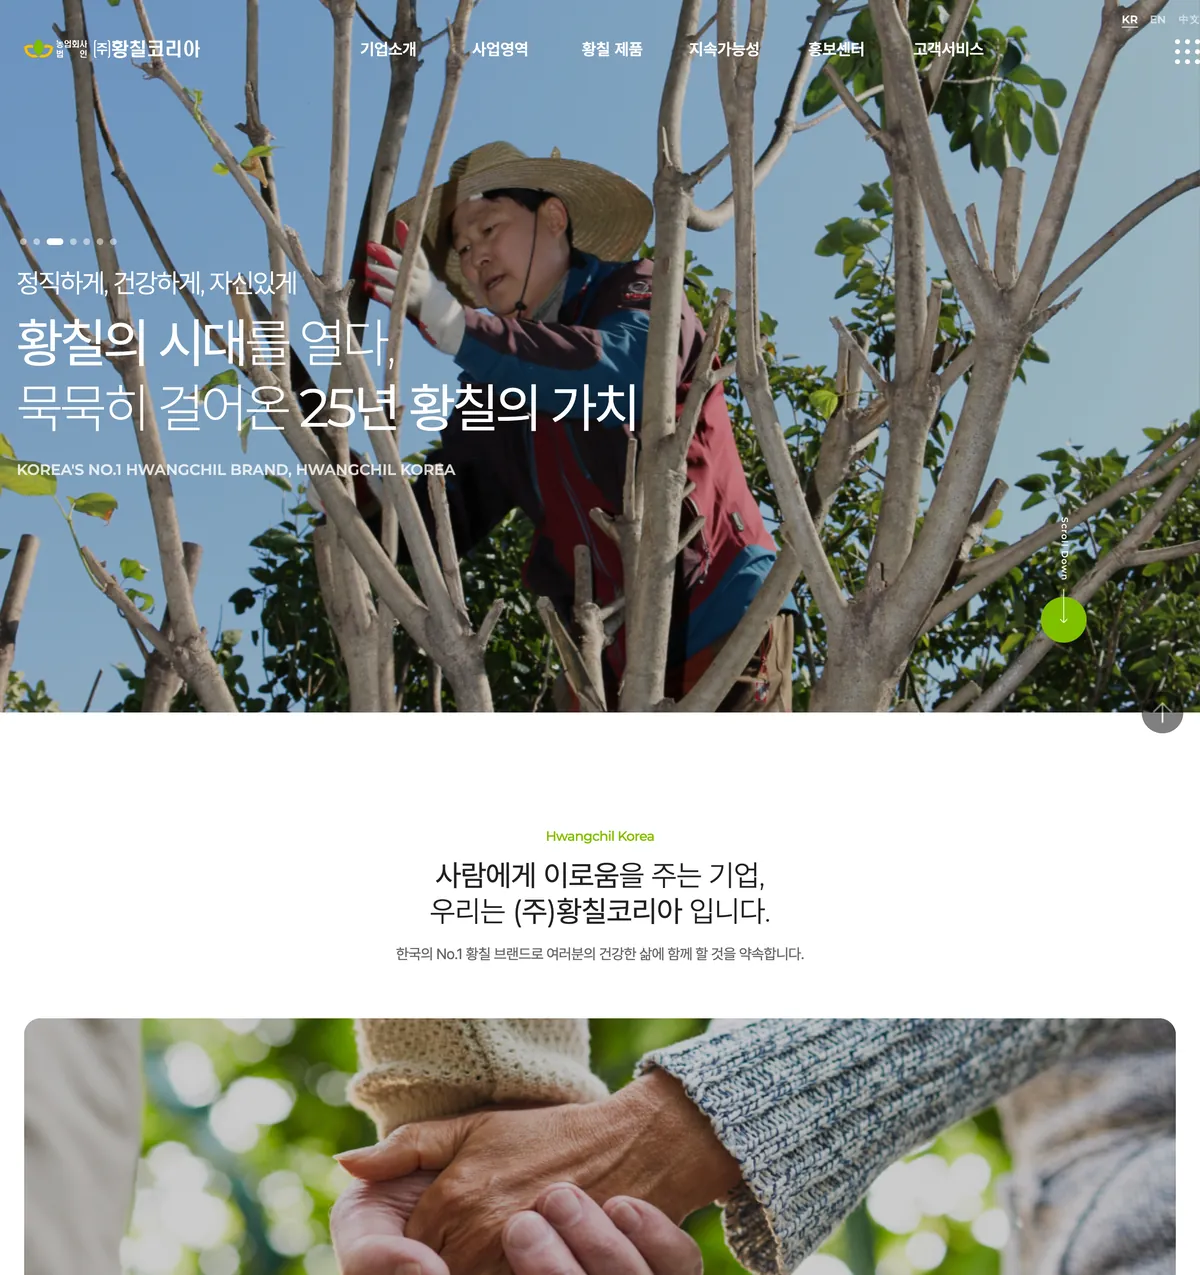 KR EN 中文
농업회사
법 인
(주)황칠코리아
기업소개 사업영역 황칠 제품 지속가능성 홍보센터 고객서비스
정직하게, 건강하게, 자신있게
황칠의 시대를 열다,
묵묵히 걸어온 25년 황칠의 가치
KOREA'S NO.1 HWANGCHIL BRAND, HWANGCHIL KOREA
Scroll Down
Hwangchil Korea
사람에게 이로움을 주는 기업,
우리는 (주)황칠코리아 입니다.
한국의 No.1 황칠 브랜드로 여러분의 건강한 삶에 함께 할 것을 약속합니다.